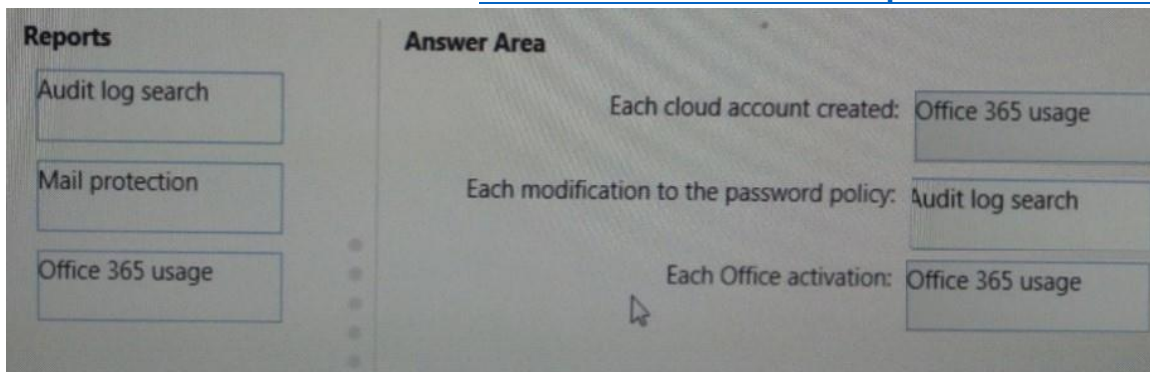 Reports
Audit log search
Mail protection
Office 365 usage
Answer Area
Each cloud account created: Office 365 usage
Each modification to the password policy: Audit log search
Each Office activation: Office 365 usage